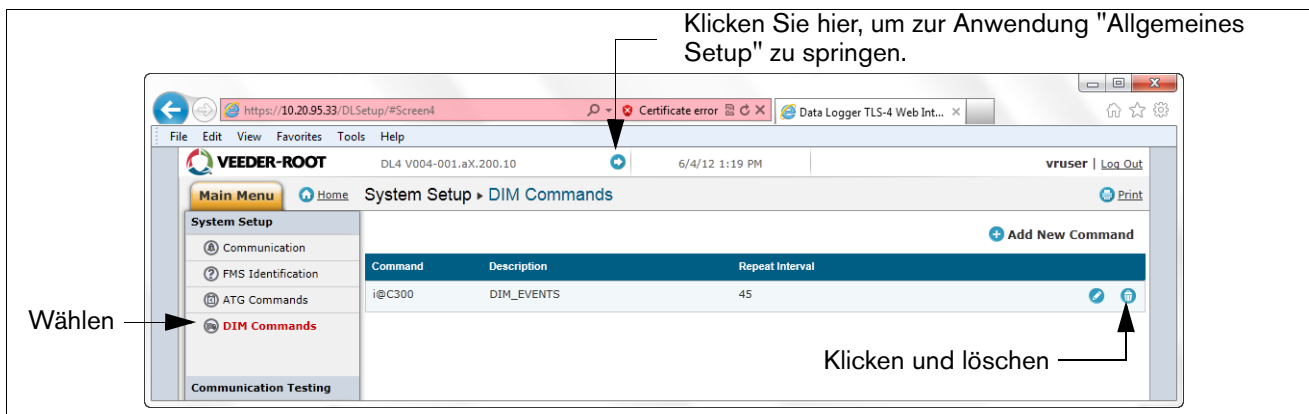 Klicken Sie hier, um zur Anwendung "Allgemeines
Setup" zu springen.
https://10.20.95.33/DLSetup/#Screen4
Certificate error
Data Logger TLS-4 Web Int...
File Edit View Favorites Tools Help
VEEDER-ROOT
DL4 V004-001.aX.200.10
6/4/12 1:19 PM
vruser | Log Out
Main Menu
Home
System Setup ▸ DIM Commands
Print
System Setup
Communication
FMS Identification
ATG Commands
DIM Commands
Communication Testing
Add New Command
Command Description Repeat Interval
i@C300 DIM_EVENTS 45
Wählen
Klicken und löschen